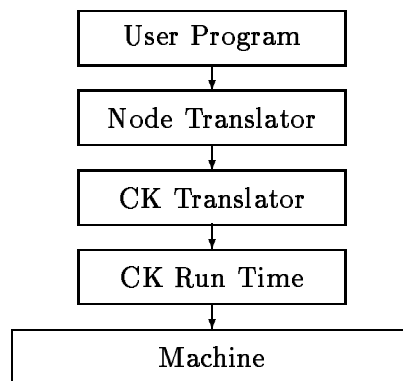 User Program
Node Translator
CK Translator
CK Run Time
Machine